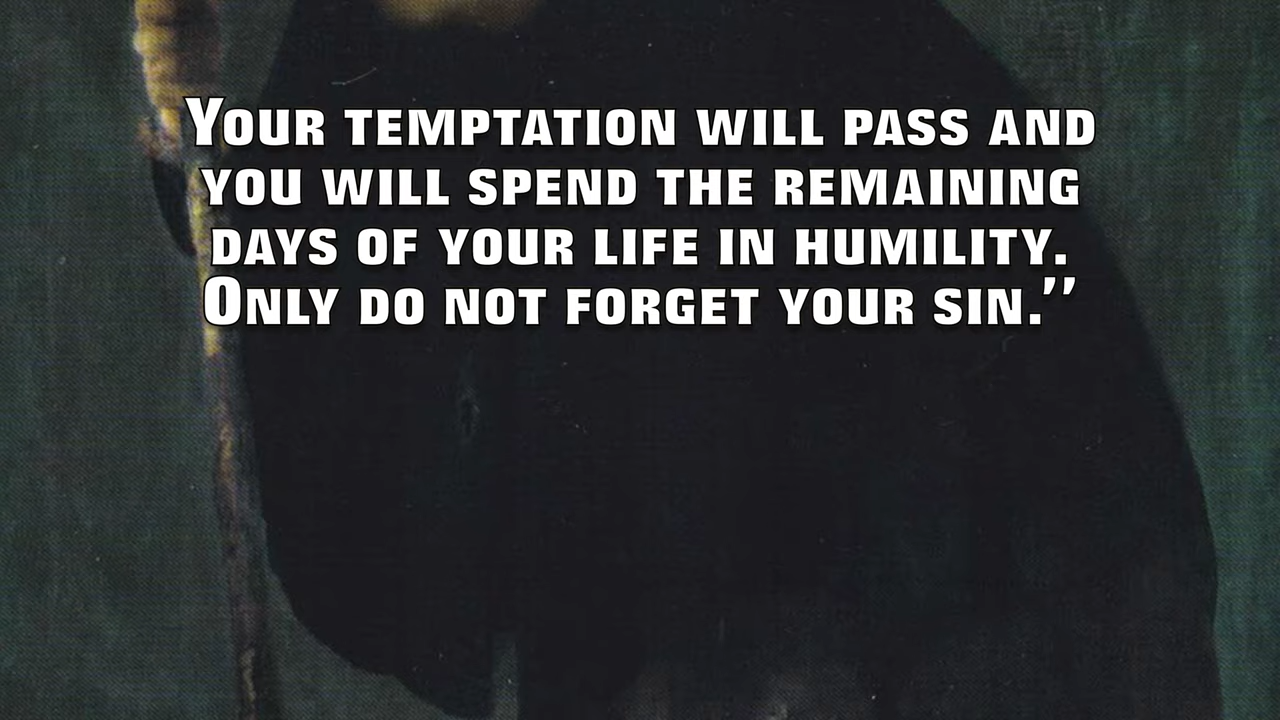 Your temptation will pass and
you will spend the remaining
days of your life in humility.
Only do not forget your sin.’’